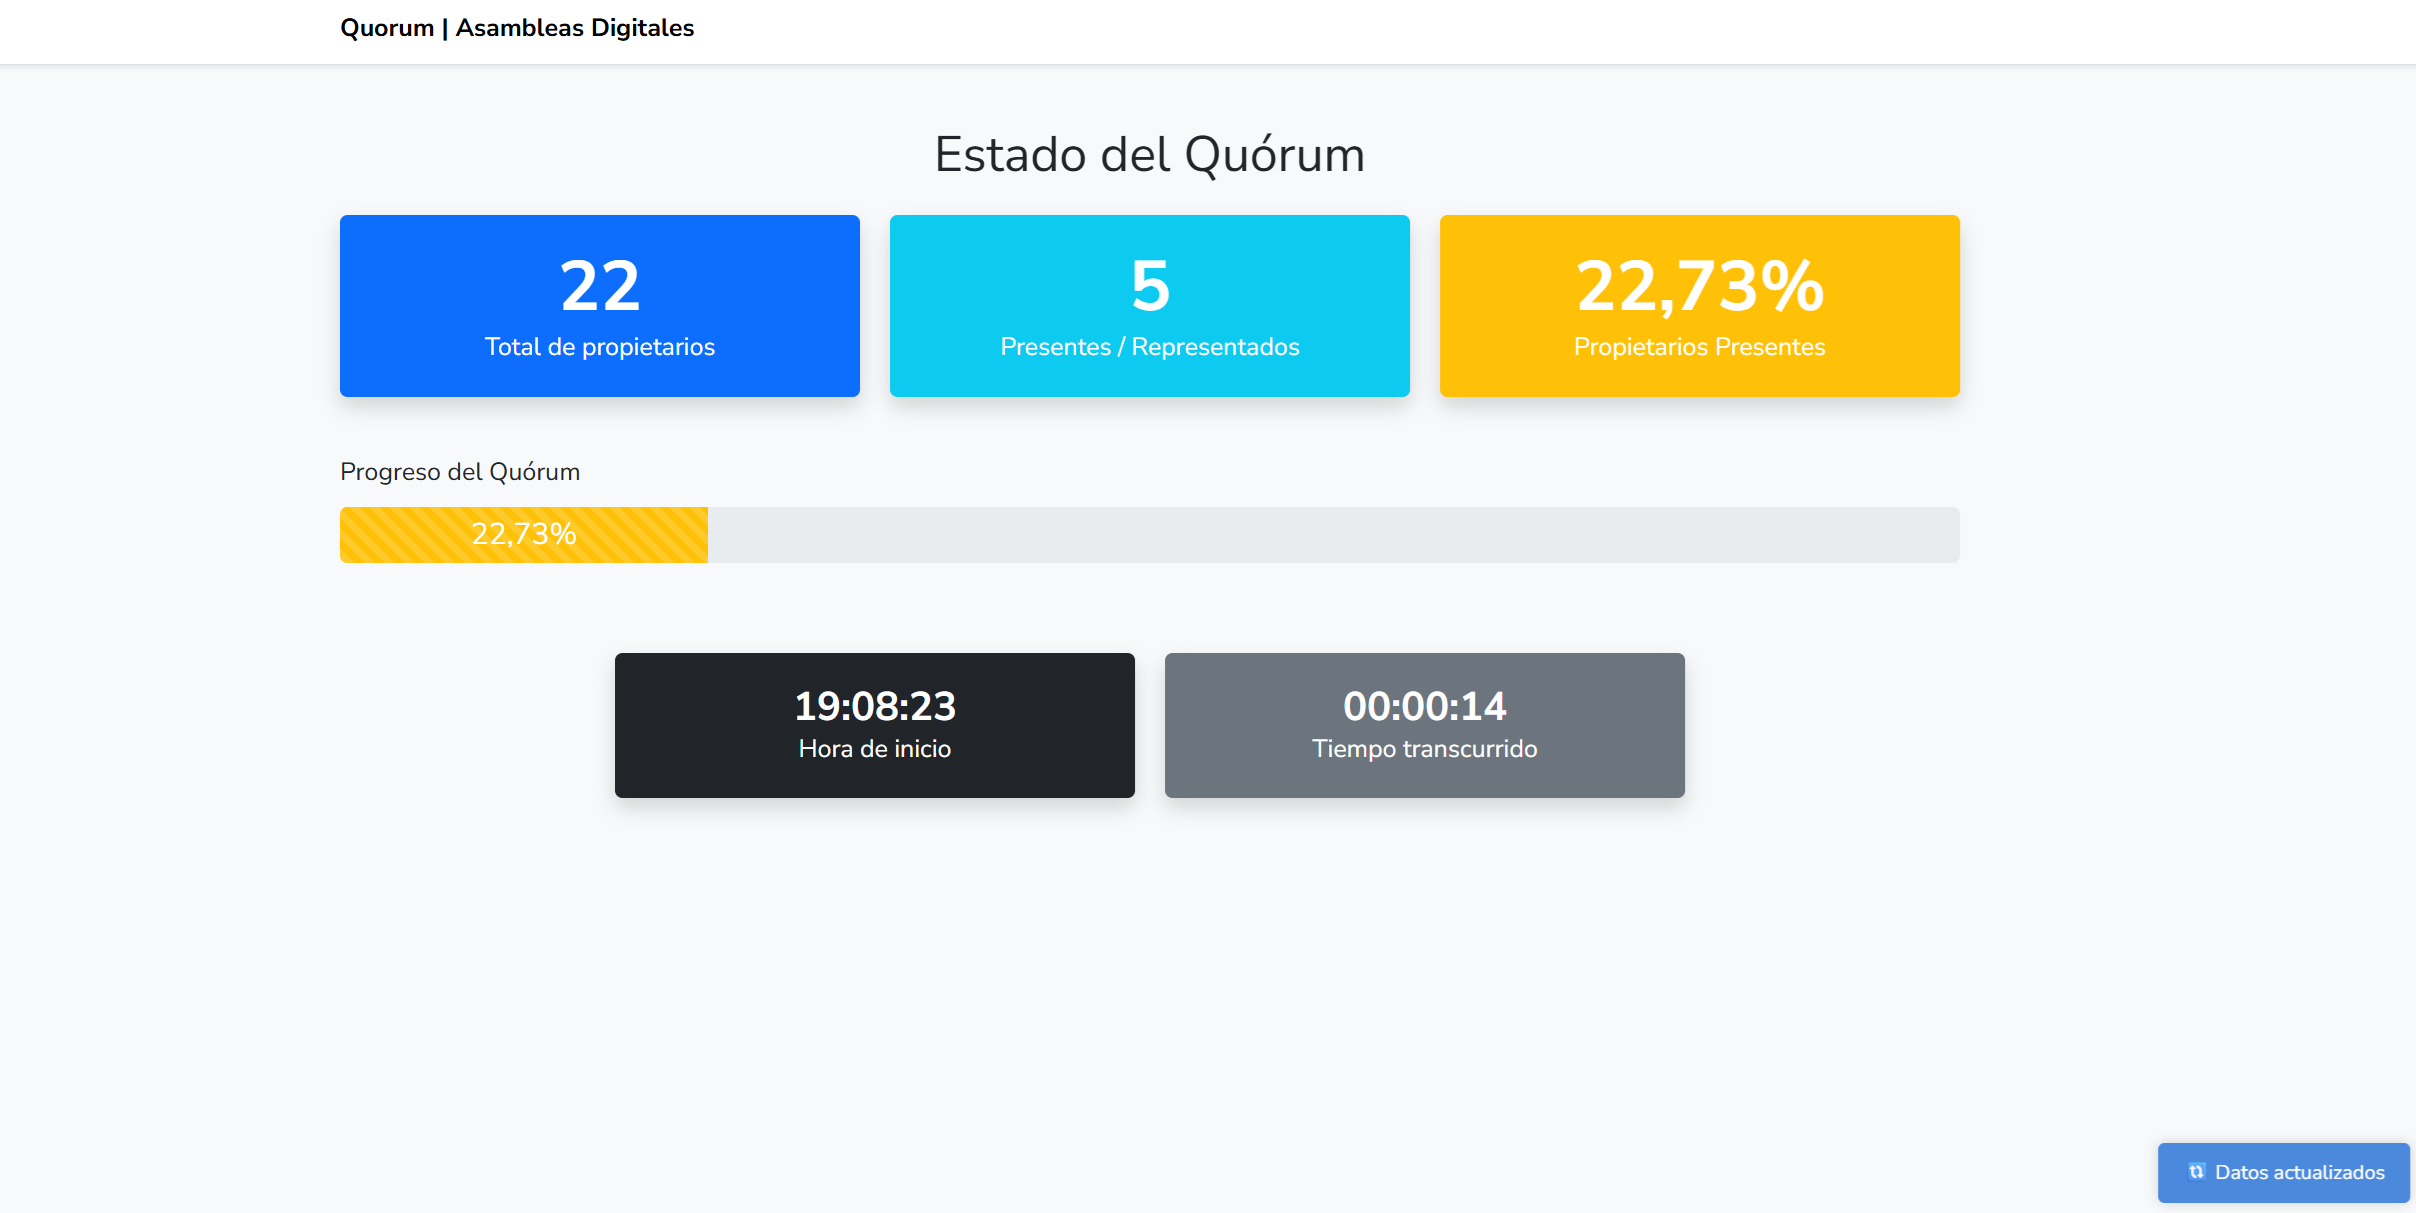 Quorum | Asambleas Digitales
Estado del Quórum
22
Total de propietarios
5
Presentes / Representados
22,73%
Propietarios Presentes
Progreso del Quórum
22,73%
19:08:23
Hora de inicio
00:00:14
Tiempo transcurrido
Datos actualizados